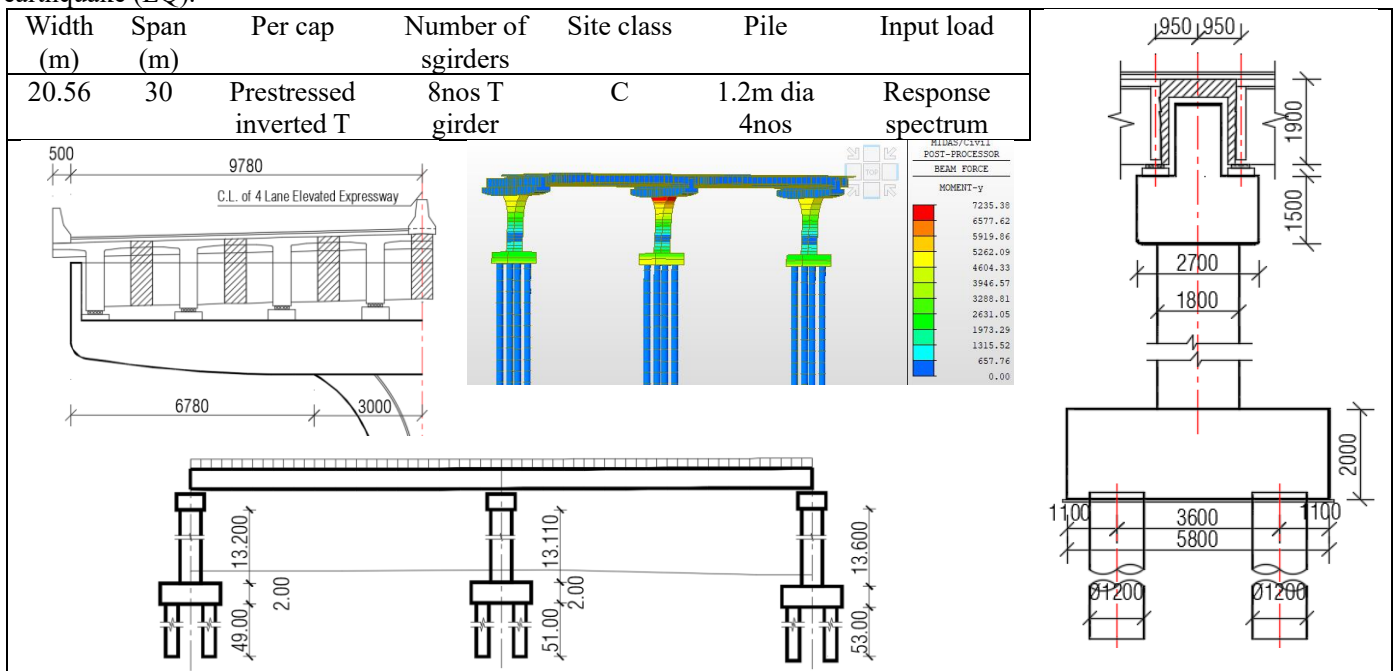 earthquake (EQ).
Width Span Per cap Number of Site class Pile Input load
(m) (m) sgirders
20.56 30 Prestressed 8nos T C 1.2m dia Response
inverted T girder 4nos spectrum
500
9780
C.L. of 4 Lane Elevated Expressway
6780 3000
MIDAS/Civil
POST-PROCESSOR
BEAM FORCE
MOMENT-y
7235.38
6577.62
5919.86
5262.09
4604.33
3946.57
3288.81
2631.05
1973.29
1315.52
657.76
0.00
TOP
950 950
1900
1500
2700
1800
2000
1100 3600 1100
5800
Ø1200 Ø1200
13.200 13.110 13.600
2.00 2.00
49.00 51.00 53.00